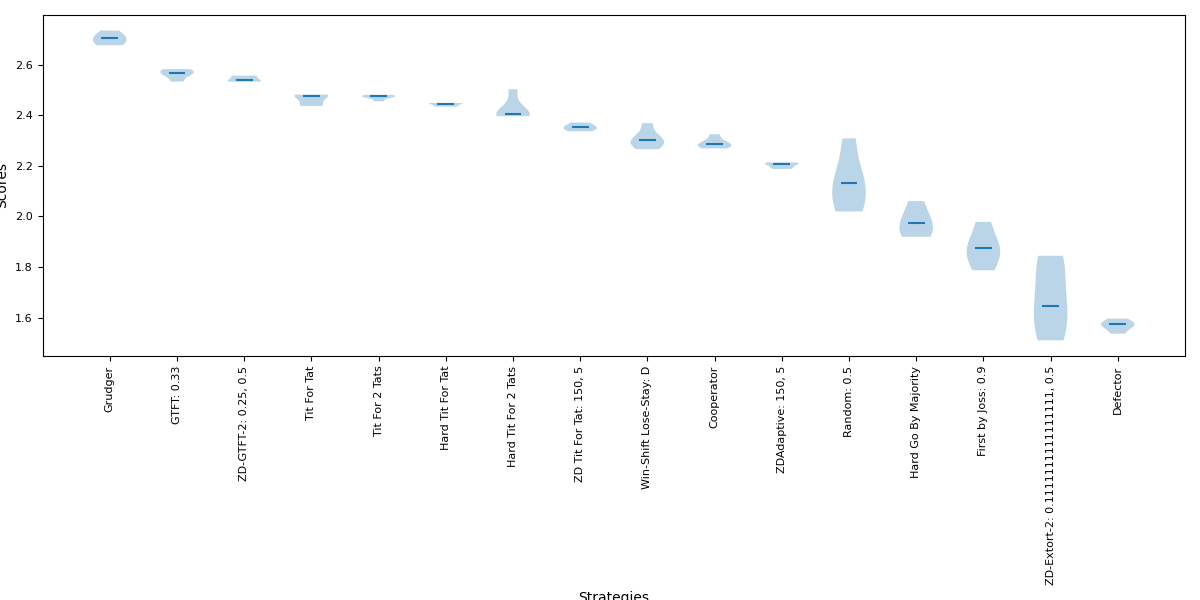 Scores
2.6
2.4
2.2
2.0
1.8
1.6
Grudger
GTFT: 0.33
ZD-GTFT-2: 0.25, 0.5
Tit For Tat
Tit For 2 Tats
Hard Tit For Tat
Hard Tit For 2 Tats
ZD Tit For Tat: 150, 5
Win-Shift Lose-Stay: D
Cooperator
ZDAdaptive: 150, 5
Random: 0.5
Hard Go By Majority
First by Joss: 0.9
ZD-Extort-2: 0.1111111111111111, 0.5
Defector
Strategies